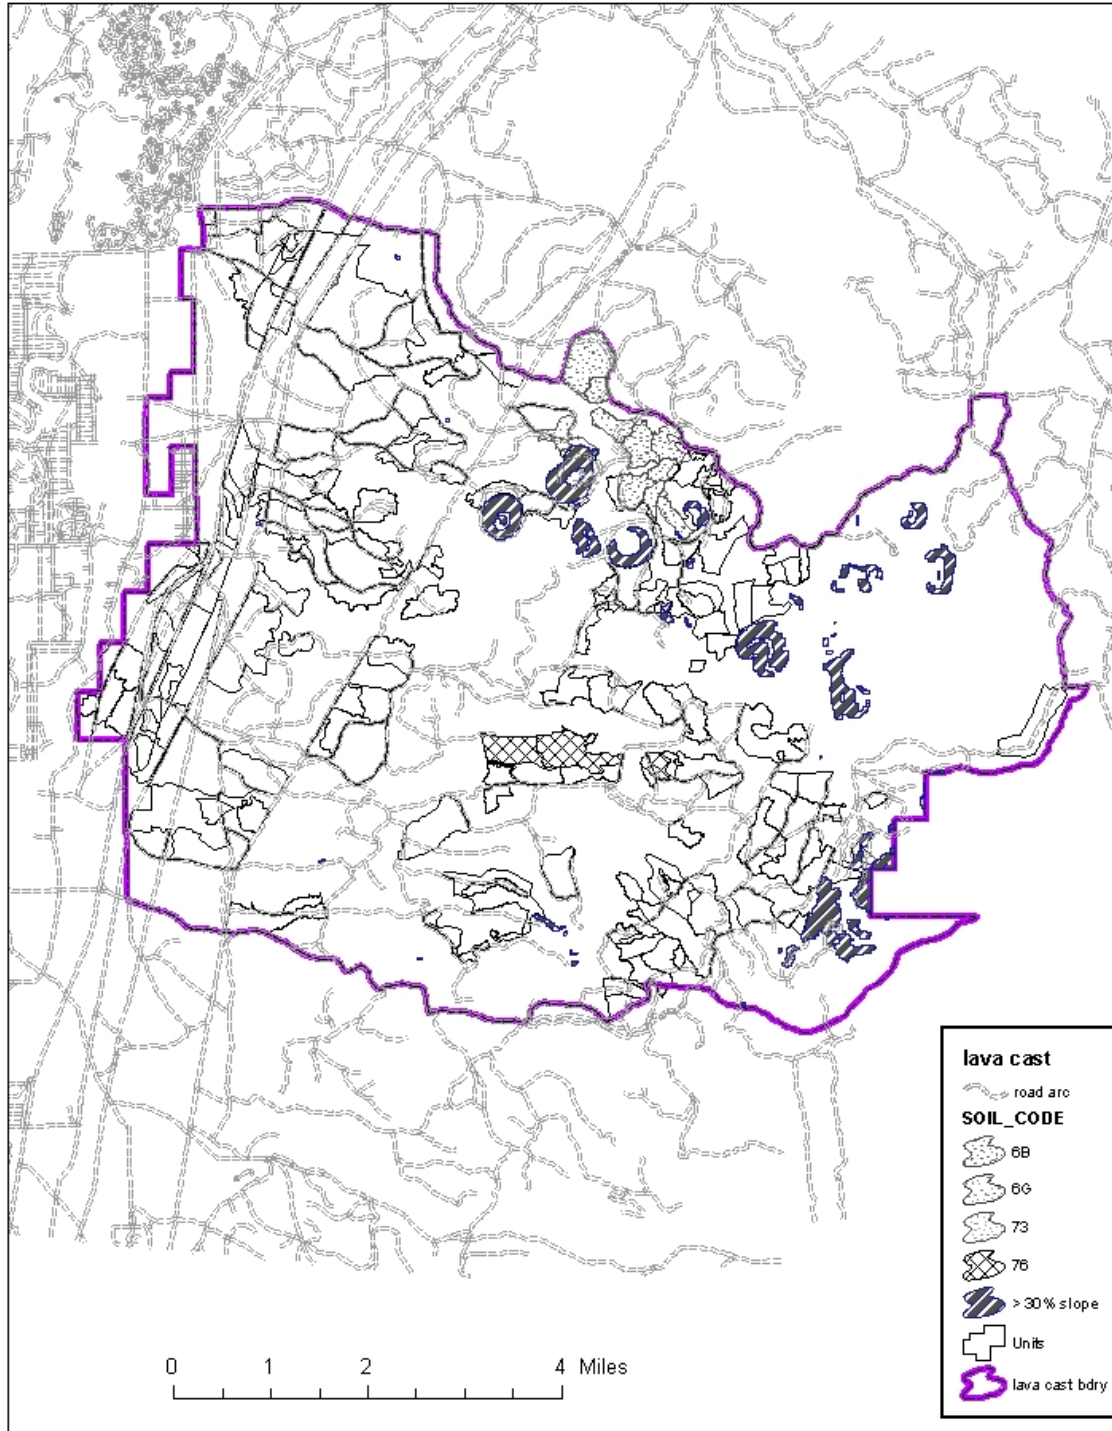 lava cast
road arc
SOIL_CODE
6B
6G
73
76
> 30% slope
Units
lava cast bdry
0 1 2 4 Miles